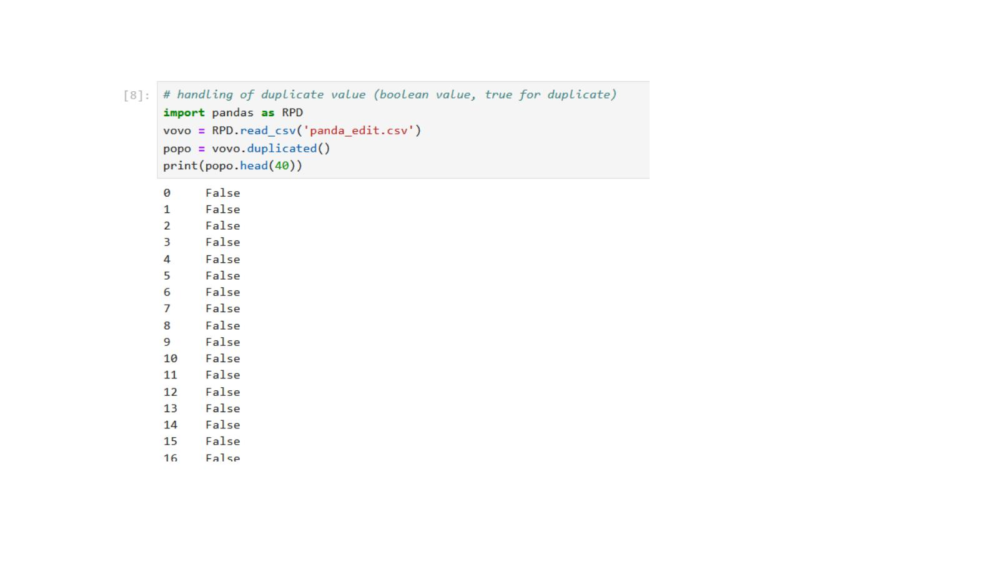 [8]: # handling of duplicate value (boolean value, true for duplicate)
import pandas as RPD
vovo = RPD.read_csv('panda_edit.csv')
popo = vovo.duplicated()
print(popo.head(40))
0 False
1 False
2 False
3 False
4 False
5 False
6 False
7 False
8 False
9 False
10 False
11 False
12 False
13 False
14 False
15 False
16 False